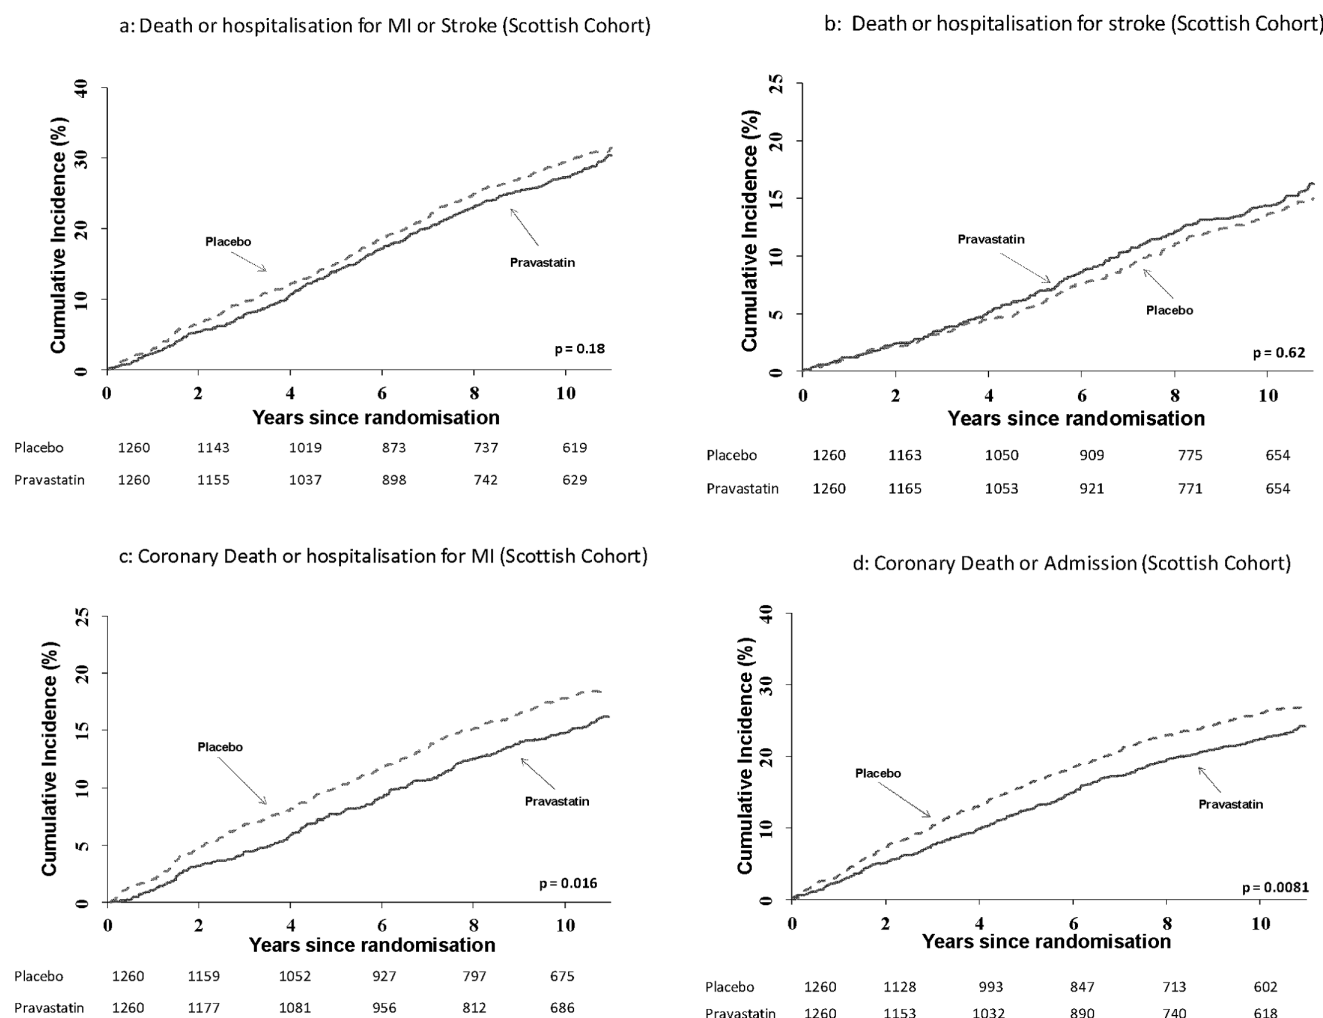 a: Death or hospitalisation for MI or Stroke (Scottish Cohort)
Cumulative Incidence (%)
40
30
20
10
0
Placebo
Pravastatin
p = 0.18
0 2 4 6 8 10
Years since randomisation
Placebo 1260 1143 1019 873 737 619
Pravastatin 1260 1155 1037 898 742 629
b: Death or hospitalisation for stroke (Scottish Cohort)
Cumulative Incidence (%)
25
20
15
10
5
0
Pravastatin
Placebo
p = 0.62
0 2 4 6 8 10
Years since randomisation
Placebo 1260 1163 1050 909 775 654
Pravastatin 1260 1165 1053 921 771 654
c: Coronary Death or hospitalisation for MI (Scottish Cohort)
Cumulative Incidence (%)
25
20
15
10
5
0
Placebo
Pravastatin
p = 0.016
0 2 4 6 8 10
Years since randomisation
Placebo 1260 1159 1052 927 797 675
Pravastatin 1260 1177 1081 956 812 686
d: Coronary Death or Admission (Scottish Cohort)
Cumulative Incidence (%)
40
30
20
10
0
Placebo
Pravastatin
p = 0.0081
0 2 4 6 8 10
Years since randomisation
Placebo 1260 1128 993 847 713 602
Pravastatin 1260 1153 1032 890 740 618